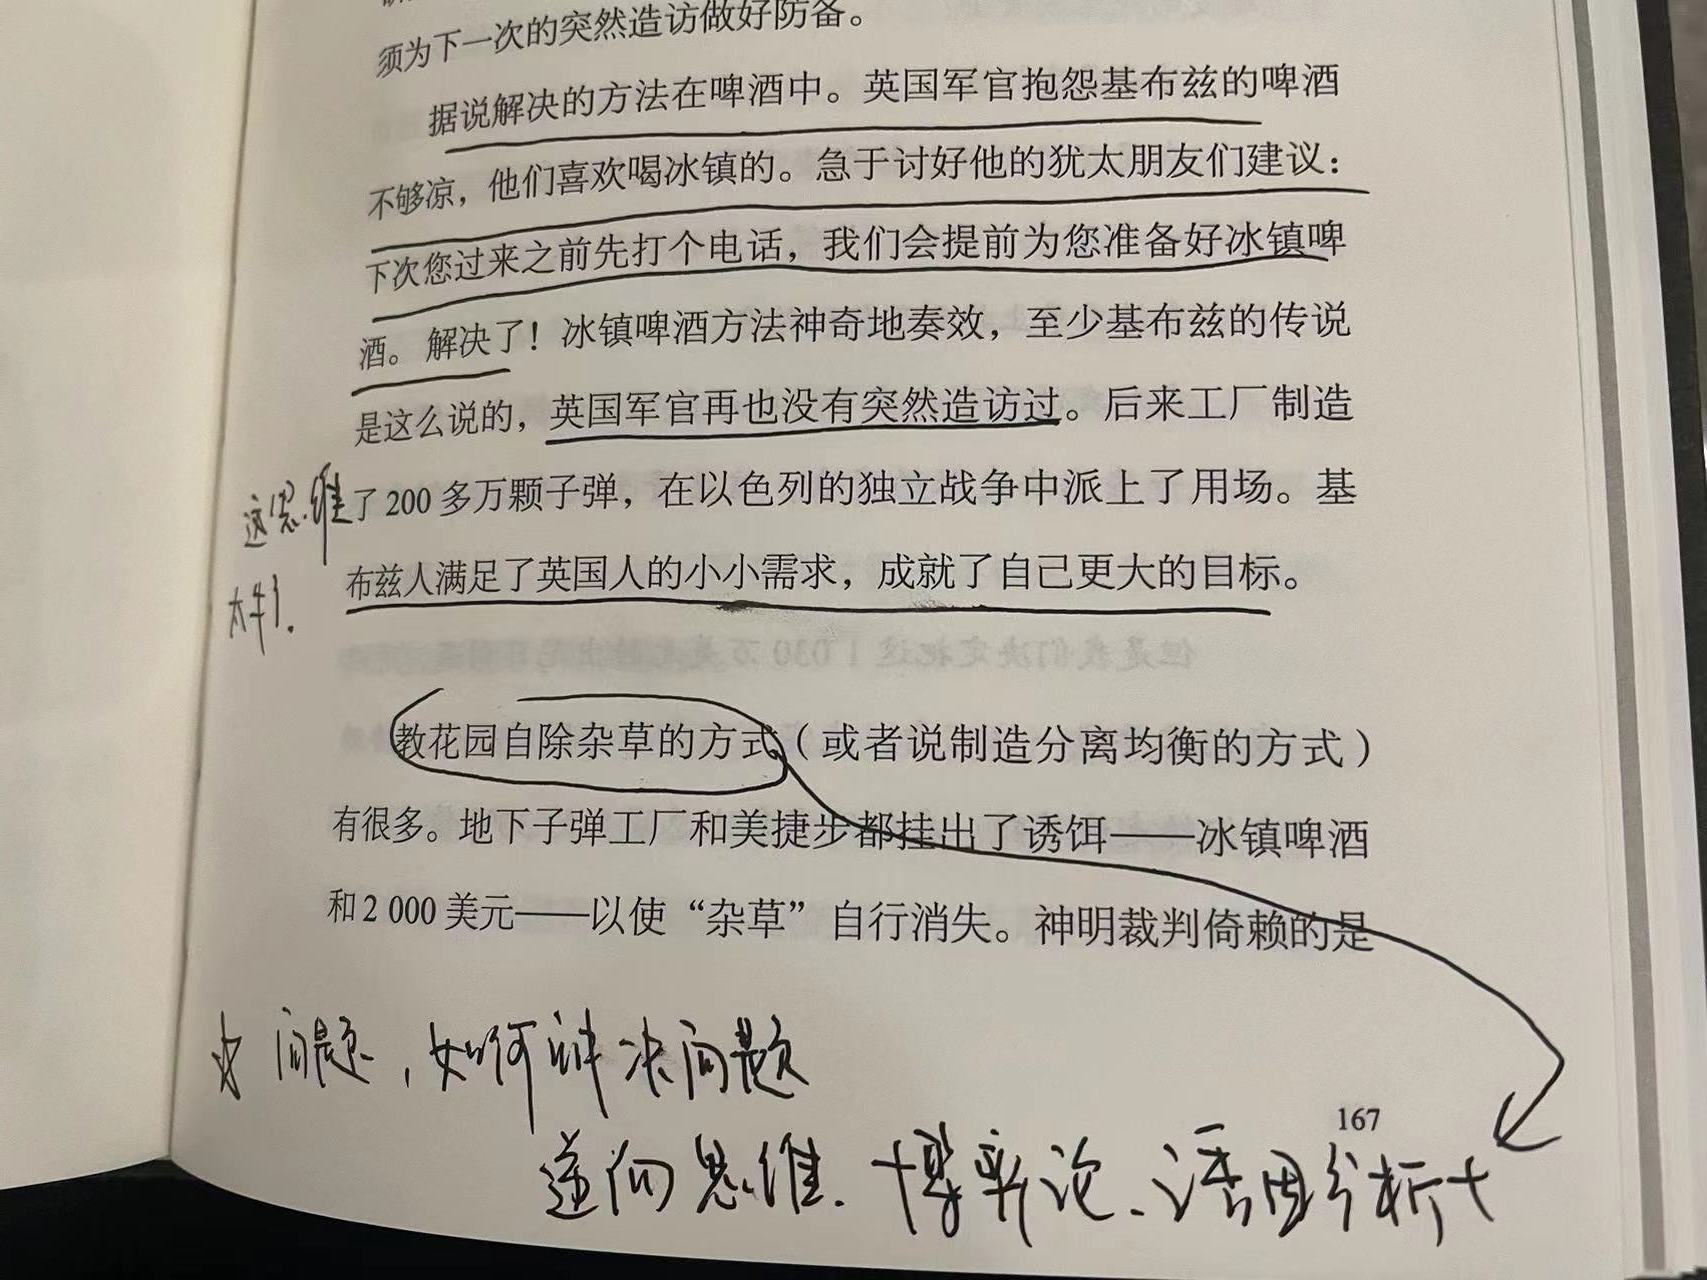 须为下一次的突然造访做好防备。
据说解决的方法在啤酒中。英国军官抱怨基布兹的啤酒
不够凉，他们喜欢喝冰镇的。急于讨好他的犹太朋友们建议：
下次您过来之前先打个电话，我们会提前为您准备好冰镇啤
酒。解决了！冰镇啤酒方法神奇地奏效，至少基布兹的传说
是这么说的，英国军官再也没有突然造访过。后来工厂制造
了200多万颗子弹，在以色列的独立战争中派上了用场。基
布兹人满足了英国人的小小需求，成就了自己更大的目标。
这思维
太牛！
教花园自除杂草的方式（或者说制造分离均衡的方式）
有很多。地下子弹工厂和美捷步都挂出了诱饵——冰镇啤酒
和2 000美元——以使“杂草”自行消失。神明裁判倚赖的是
☆ 问题，如何解决问题
逆向思维、博弈论、诱因分析+
167